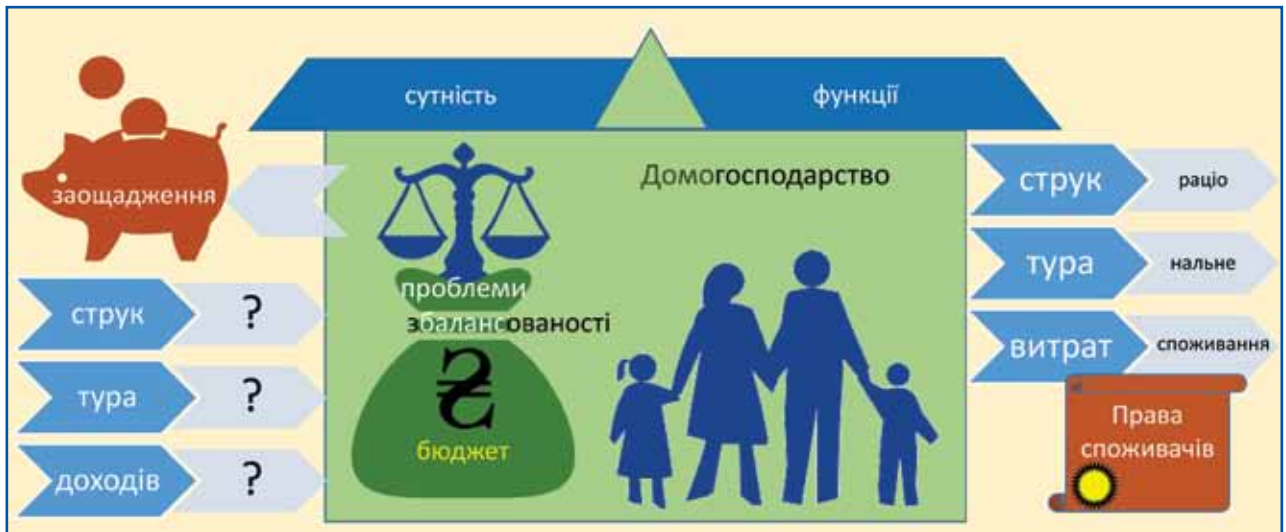 сутність
функції
заощадження
струк
?
тура
?
доходів
?
Домогосподарство
проблеми
збалансованості
₴
бюджет
струк
раціо
тура
нальне
витрат
споживання
Права
споживачів